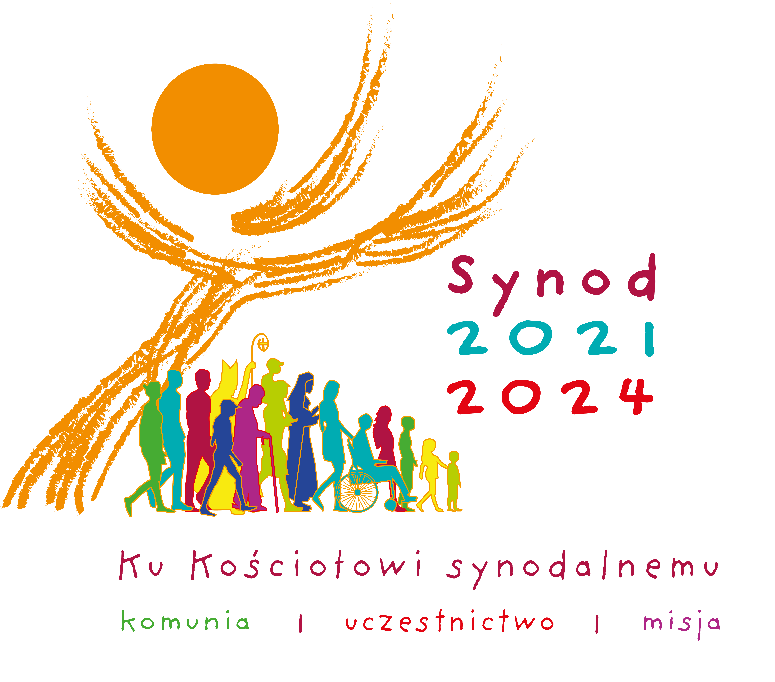 Synod
2021
2024
Ku Kościołowi synodalnemu
komunia | uczestnictwo | misja